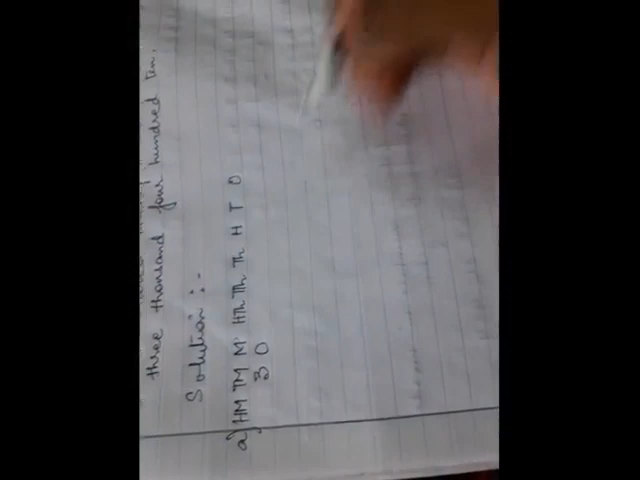 three thousand four hundred ten.
Solution :-
a) HM TM M HTh TTh Th H T O
3 0